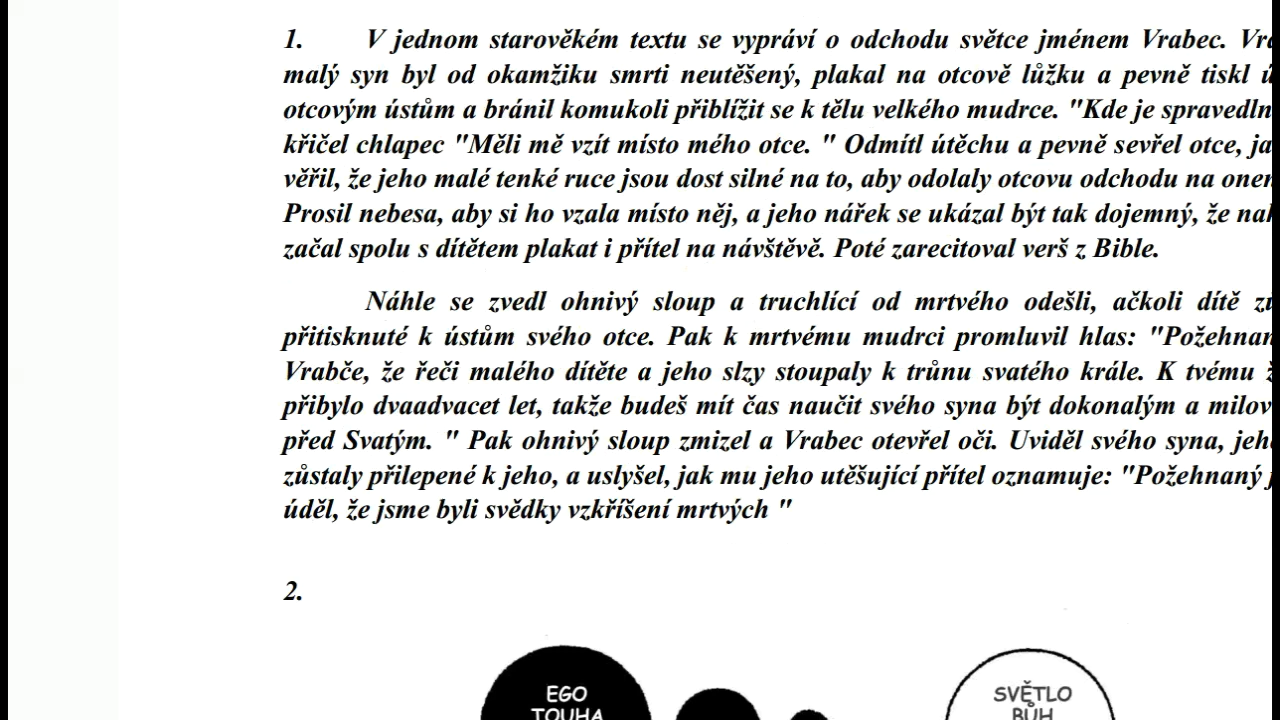 1. V jednom starověkém textu se vypráví o odchodu světce jménem Vrabec.
malý syn byl od okamžiku smrti neutěšený, plakal na otcově lůžku a pevně tiskl
otcovým ústům a bránil komukoli přiblížit se k tělu velkého mudrce. "Kde je
křičel chlapec "Měli mě vzít místo mého otce. " Odmítl útěchu a pevně sevřel otce,
věřil, že jeho malé tenké ruce jsou dost silné na to, aby odolaly otcovu odchodu na
Prosil nebesa, aby si ho vzala místo něj, a jeho nářek se ukázal být tak dojemný, že
začal spolu s dítětem plakat i přítel na návštěvě. Poté zarecitoval verš z Bible.
Náhle se zvedl ohnivý sloup a truchlící od mrtvého odešli, ačkoli dítě
přitisknuté k ústům svého otce. Pak k mrtvému mudrci promluvil hlas:
Vrabče, že řeči malého dítěte a jeho slzy stoupaly k trůnu svatého krále. K tvému
přibylo dvaadvacet let, takže budeš mít čas naučit svého syna být dokonalým a
před Svatým. " Pak ohnivý sloup zmizel a Vrabec otevřel oči. Uviděl svého syna,
zůstaly přilepené k jeho, a uslyšel, jak mu jeho utěšující přítel oznamuje: "Požehnaný
úděl, že jsme byli svědky vzkříšení mrtvých "
2.
EGO
TOUHA
SVĚTLO
BŮH